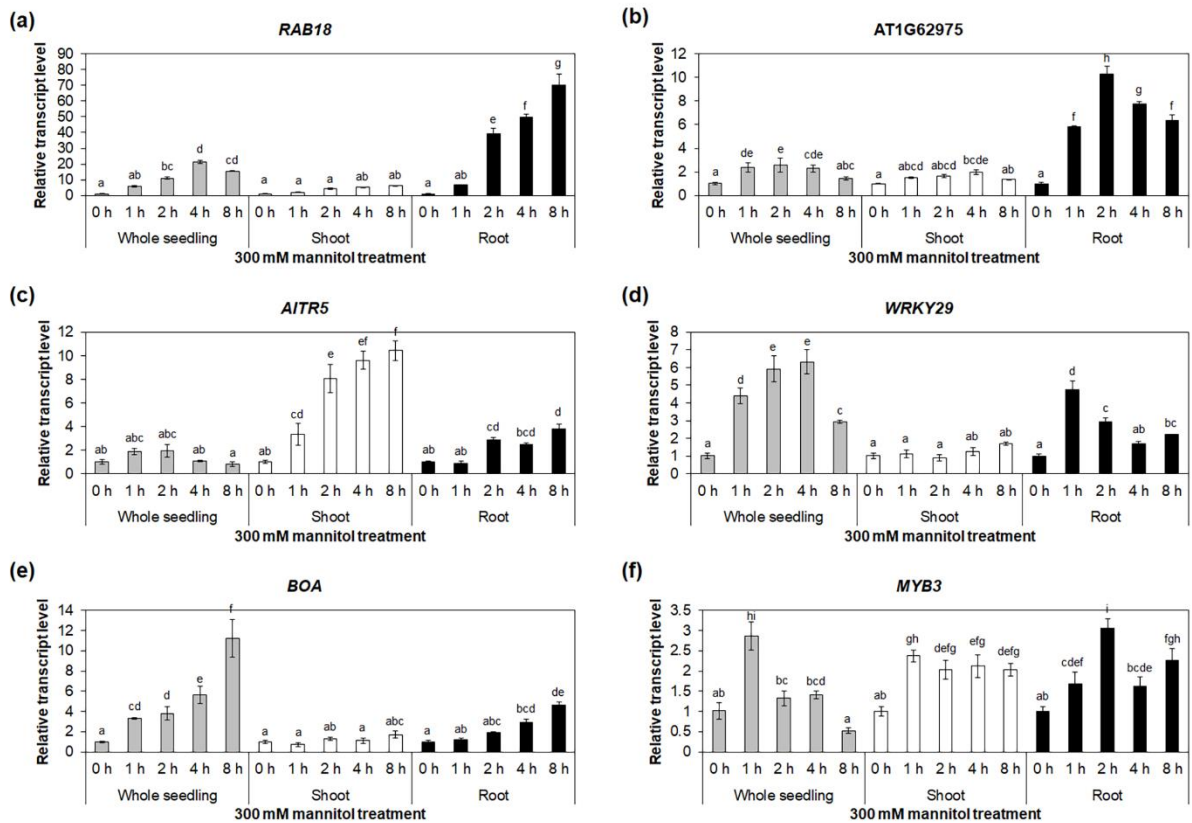 (a)
RAB18
Relative transcript level
90
80
70
60
50
40
30
20
10
0
a ab bc d cd a a ab ab ab a ab e f g
0 h 1 h 2 h 4 h 8 h 0 h 1 h 2 h 4 h 8 h 0 h 1 h 2 h 4 h 8 h
Whole seedling Shoot Root
300 mM mannitol treatment
(b)
AT1G62975
Relative transcript level
12
10
8
6
4
2
0
a de e cde abc a abcd abcd bcde ab a f h g f
0 h 1 h 2 h 4 h 8 h 0 h 1 h 2 h 4 h 8 h 0 h 1 h 2 h 4 h 8 h
Whole seedling Shoot Root
300 mM mannitol treatment
(c)
AITR5
Relative transcript level
12
10
8
6
4
2
0
ab abc abc ab a ab cd e ef f ab ab cd bcd d
0 h 1 h 2 h 4 h 8 h 0 h 1 h 2 h 4 h 8 h 0 h 1 h 2 h 4 h 8 h
Whole seedling Shoot Root
300 mM mannitol treatment
(d)
WRKY29
Relative transcript level
8
7
6
5
4
3
2
1
0
a d e e c a a a ab ab a d c ab bc
0 h 1 h 2 h 4 h 8 h 0 h 1 h 2 h 4 h 8 h 0 h 1 h 2 h 4 h 8 h
Whole seedling Shoot Root
300 mM mannitol treatment
(e)
BOA
Relative transcript level
14
12
10
8
6
4
2
0
a cd d e f a a ab a abc a ab ab bcd de
0 h 1 h 2 h 4 h 8 h 0 h 1 h 2 h 4 h 8 h 0 h 1 h 2 h 4 h 8 h
Whole seedling Shoot Root
300 mM mannitol treatment
(f)
MYB3
Relative transcript level
3.5
3
2.5
2
1.5
1
0.5
0
ab hi bc bcd a ab gh defg efg defg ab cdef i bcde fgh
0 h 1 h 2 h 4 h 8 h 0 h 1 h 2 h 4 h 8 h 0 h 1 h 2 h 4 h 8 h
Whole seedling Shoot Root
300 mM mannitol treatment